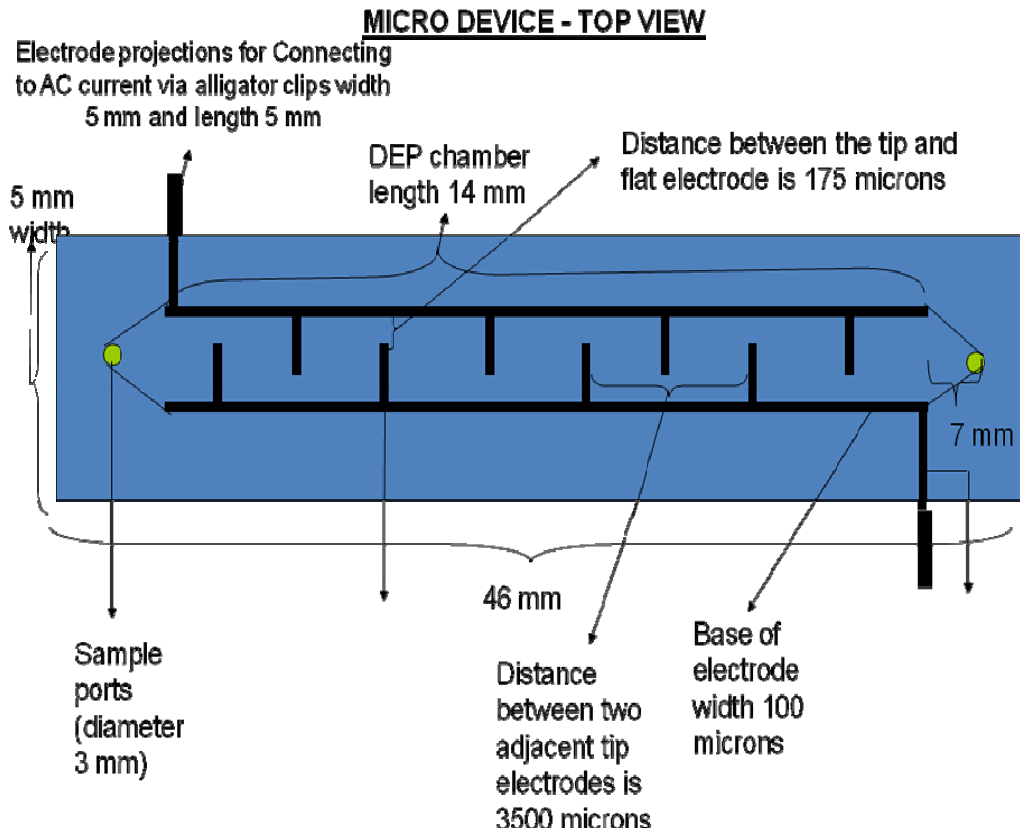 MICRO DEVICE - TOP VIEW
Electrode projections for Connecting
to AC current via alligator clips width
5 mm and length 5 mm
DEP chamber
length 14 mm
Distance between the tip and
flat electrode is 175 microns
5 mm
width
7 mm
46 mm
Sample
ports
(diameter
3 mm)
Distance
between two
adjacent tip
electrodes is
3500 microns
Base of
electrode
width 100
microns